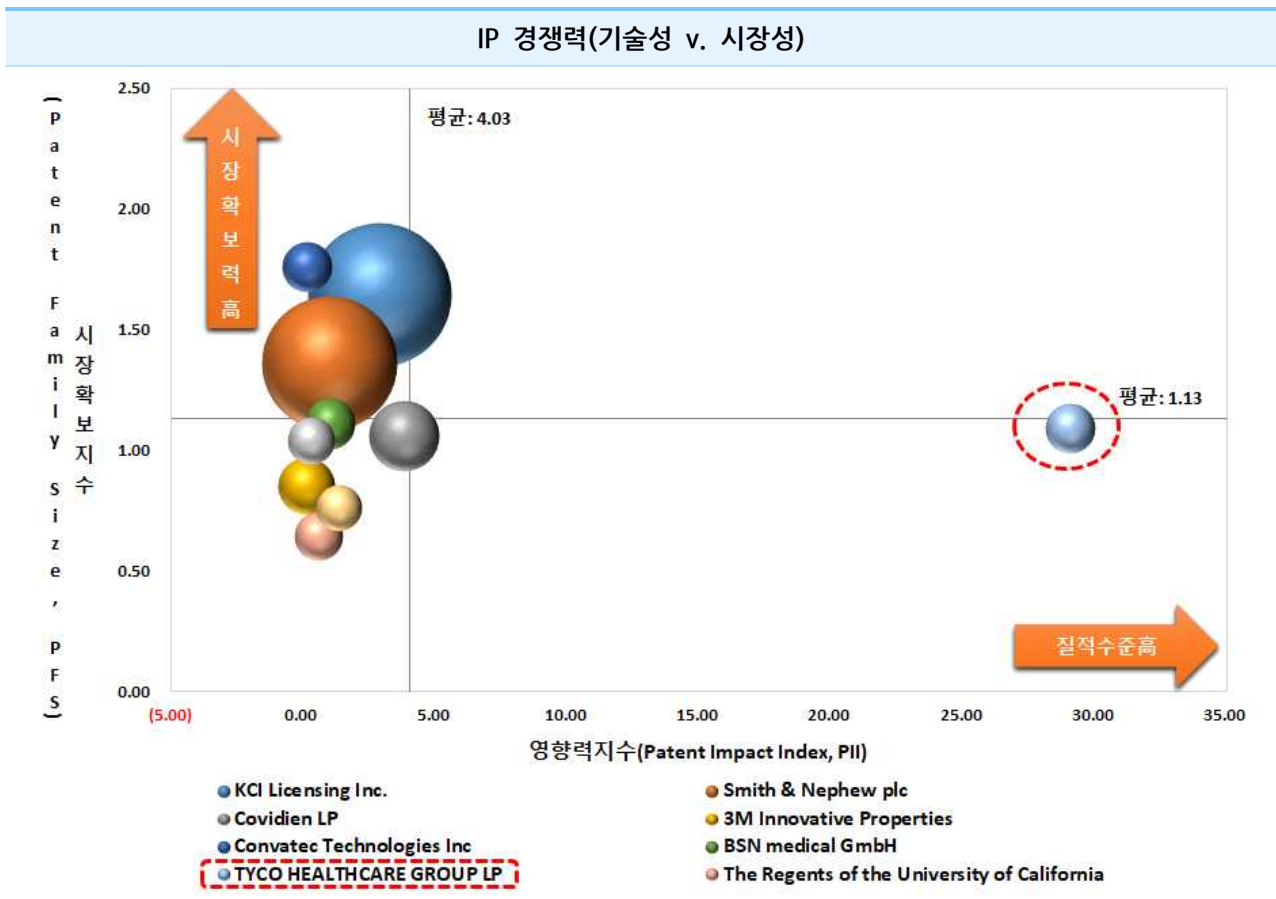 IP 경쟁력(기술성 v. 시장성)
(Patent Family Size, PFS)
시장확보지수
2.50
2.00
1.50
1.00
0.50
0.00
시장확보력高
평균: 4.03
평균: 1.13
질적수준高
(5.00) 0.00 5.00 10.00 15.00 20.00 25.00 30.00 35.00
영향력지수(Patent Impact Index, PII)
KCI Licensing Inc. Smith & Nephew plc
Covidien LP 3M Innovative Properties
Convatec Technologies Inc BSN medical GmbH
TYCO HEALTHCARE GROUP LP The Regents of the University of California